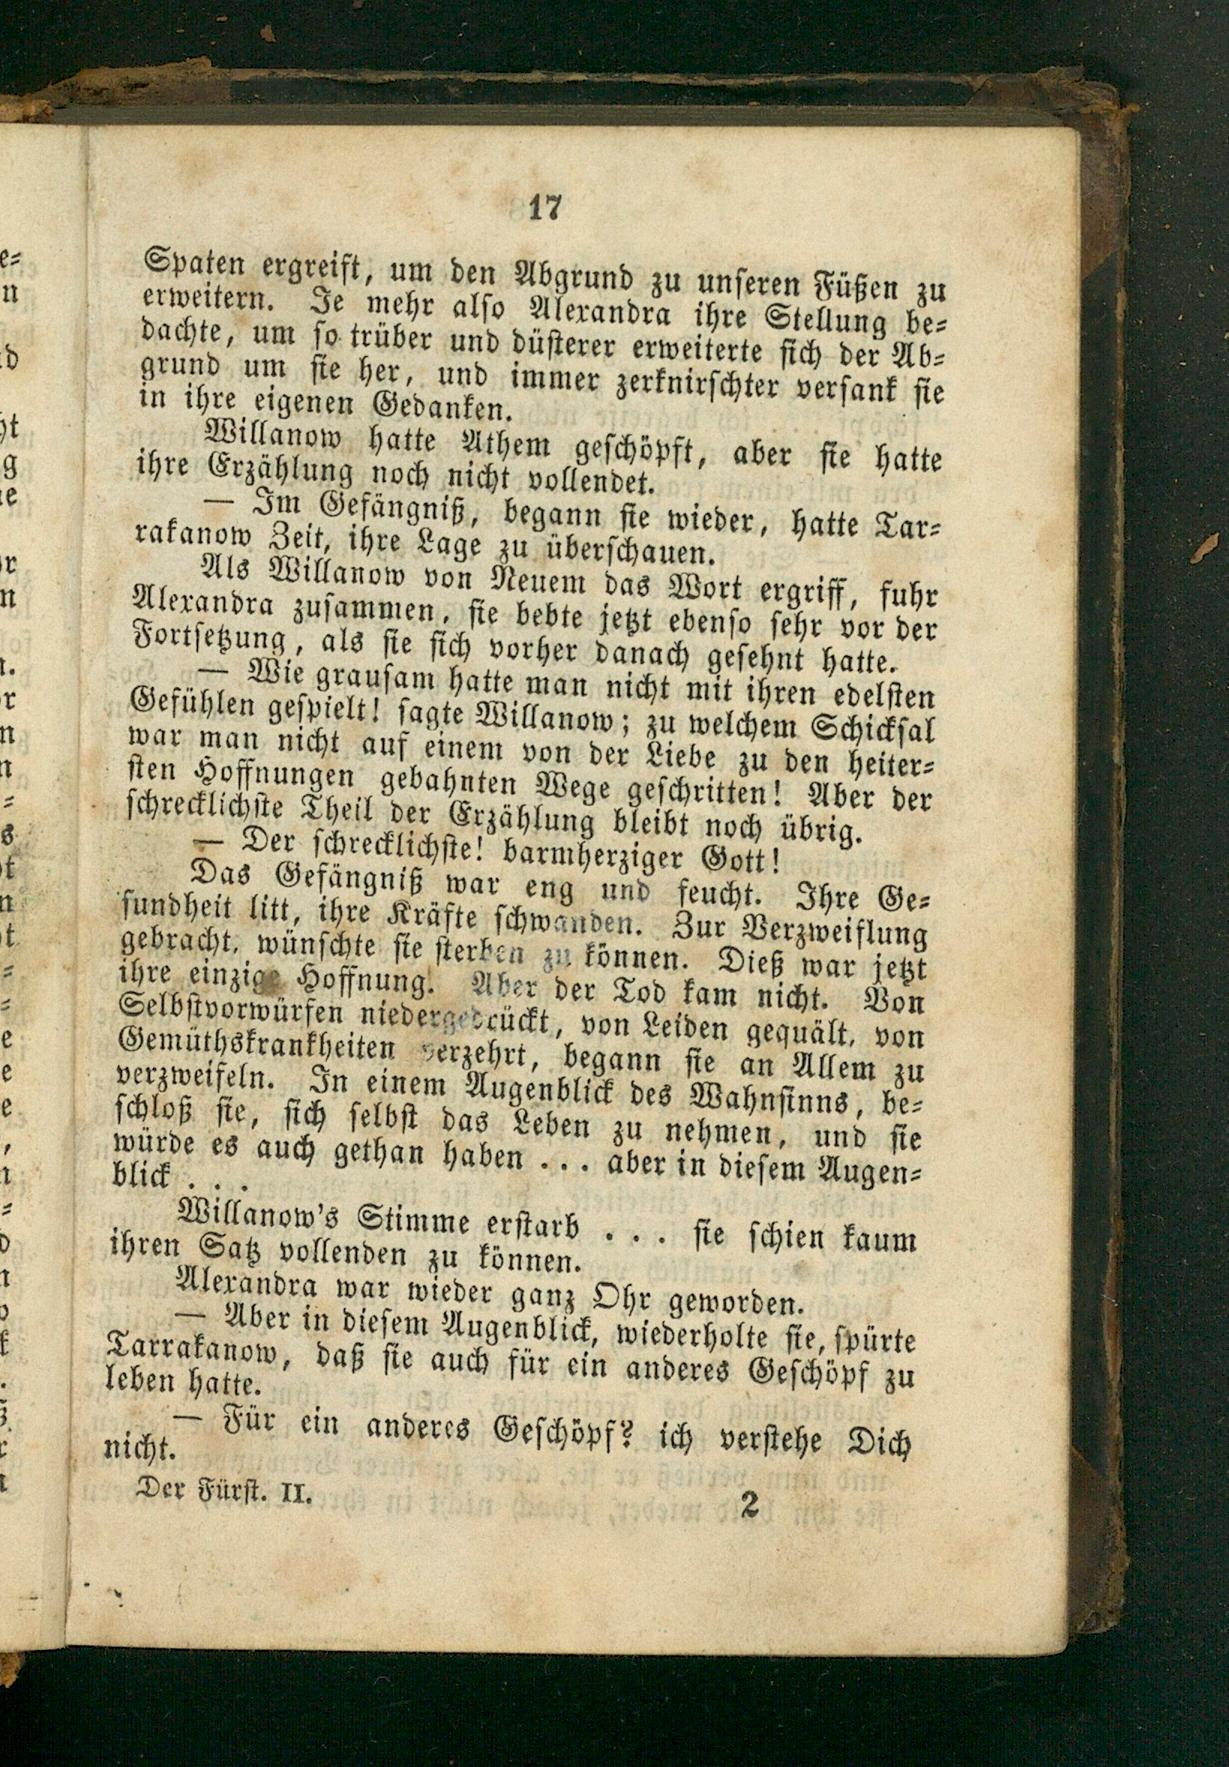 17
Spaten ergreift, um den Abgrund zu unseren Füßen zu
erweitern. Je mehr also Alexandra ihre Stellung be=
dachte, um so trüber und düsterer erweiterte sich der Ab=
grund um sie her, und immer zerknirschter versank sie
in ihre eigenen Gedanken.
Willanow hatte Athem geschöpft, aber sie hatte
ihre Erzählung noch nicht vollendet.
— Im Gefängniß, begann sie wieder, hatte Tar=
rakanow Zeit, ihre Lage zu überschauen.
Als Willanow von Neuem das Wort ergriff, fuhr
Alexandra zusammen, sie bebte jetzt ebenso sehr vor der
Fortsetzung, als sie sich vorher danach gesehnt hatte.
— Wie grausam hatte man nicht mit ihren edelsten
Gefühlen gespielt! sagte Willanow; zu welchem Schicksal
war man nicht auf einem von der Liebe zu den heiter=
sten Hoffnungen gebahnten Wege geschritten! Aber der
schrecklichste Theil der Erzählung bleibt noch übrig.
— Der schrecklichste! barmherziger Gott!
Das Gefängniß war eng und feucht. Ihre Ge=
sundheit litt, ihre Kräfte schwanden. Zur Verzweiflung
gebracht, wünschte sie sterben zu können. Dieß war jetzt
ihre einzige Hoffnung. Aber der Tod kam nicht. Von
Selbstvorwürfen niedergedrückt, von Leiden gequält, von
Gemüthskrankheiten verzehrt, begann sie an Allem zu
verzweifeln. In einem Augenblick des Wahnsinns, be=
schloß sie, sich selbst das Leben zu nehmen, und sie
würde es auch gethan haben . . . aber in diesem Augen=
blick . . .
Willanow's Stimme erstarb . . . sie schien kaum
ihren Satz vollenden zu können.
Alexandra war wieder ganz Ohr geworden.
— Aber in diesem Augenblick, wiederholte sie, spürte
Tarrakanow, daß sie auch für ein anderes Geschöpf zu
leben hatte.
— Für ein anderes Geschöpf? ich verstehe Dich
nicht.
Der Fürst. II. 2